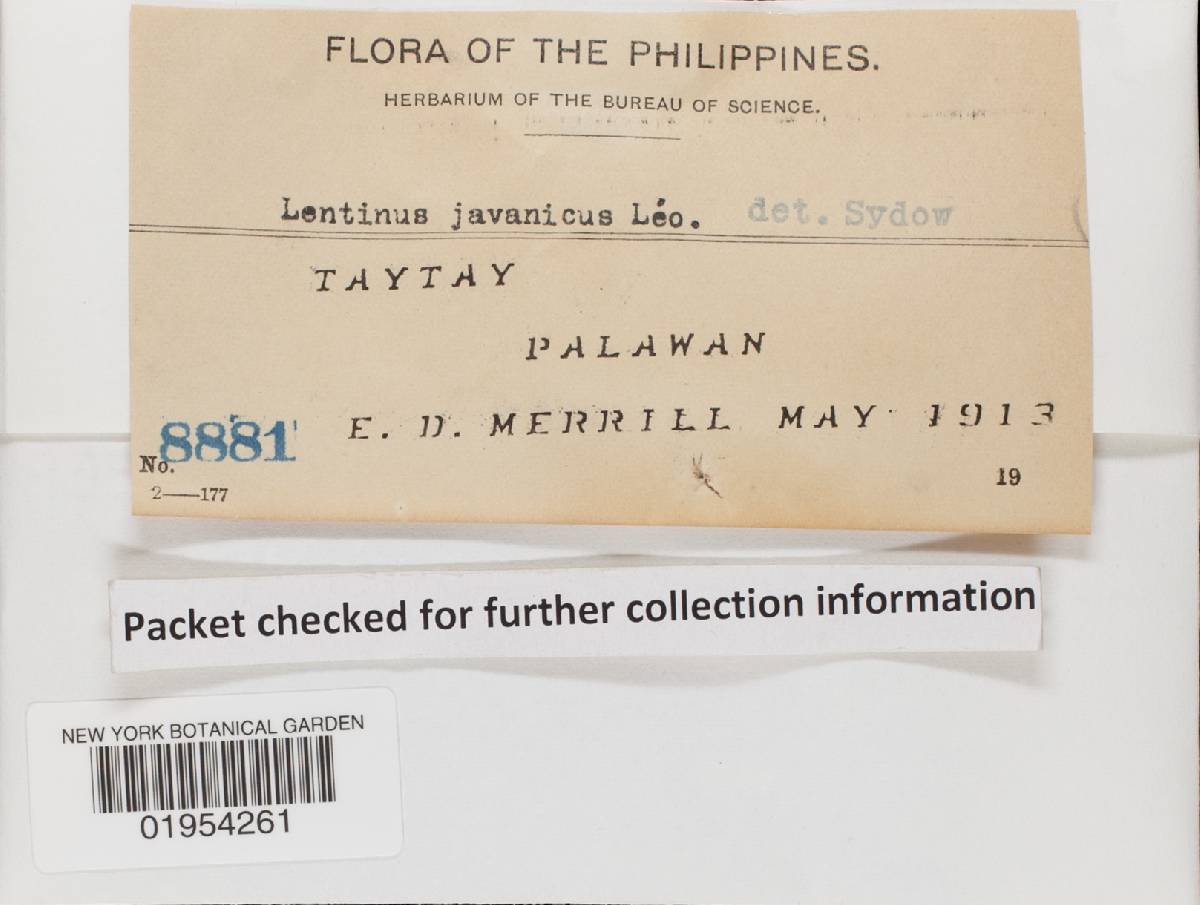 FLORA OF THE PHILIPPINES.
HERBARIUM OF THE BUREAU OF SCIENCE.
Lentinus javanicus Léo. det. Sydow
TAYTAY
PALAWAN
8881 E. D. MERRILL MAY 1913
No.
19
2—177
Packet checked for further collection information
NEW YORK BOTANICAL GARDEN
01954261